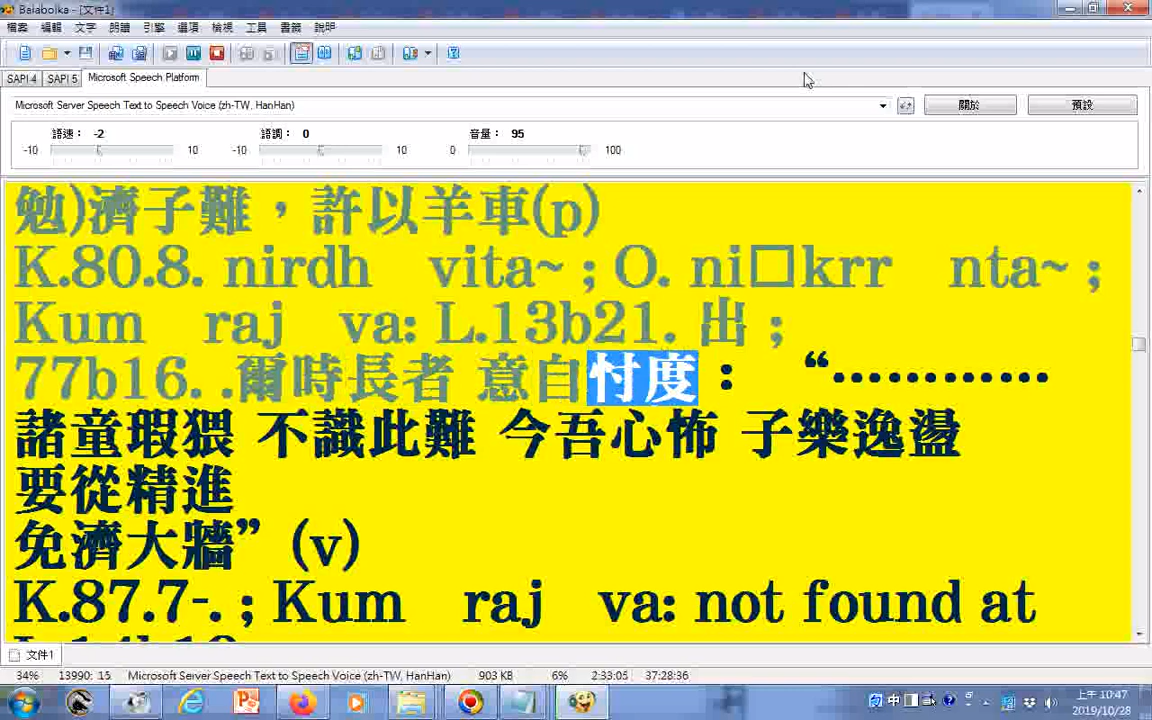 Balabolka - [文件1]
檔案 編輯 文字 朗讀 引擎 選項 檢視 工具 書籤 說明
SAPI 4 SAPI 5 Microsoft Speech Platform
Microsoft Server Speech Text to Speech Voice (zh-TW, HanHan) 關於 預設
語速： -2 語調： 0 音量： 95
-10 10 -10 10 0 100
勉)濟子難，許以羊車(p)
K.80.8. nirdh vita~ ; O. ni□krr nta~ ;
Kum raj va: L.13b21. 出 ;
77b16. .爾時長者 意自忖度： “............
諸童瑕猥 不識此難 今吾心怖 子樂逸盪
要從精進
免濟大牆” (v)
K.87.7-. ; Kum raj va: not found at
文件1
34% 13990: 15 Microsoft Server Speech Text to Speech Voice (zh-TW, HanHan) 903 KB 6% 2:33:05 37:28:36
中 上午 10:47
2019/10/28